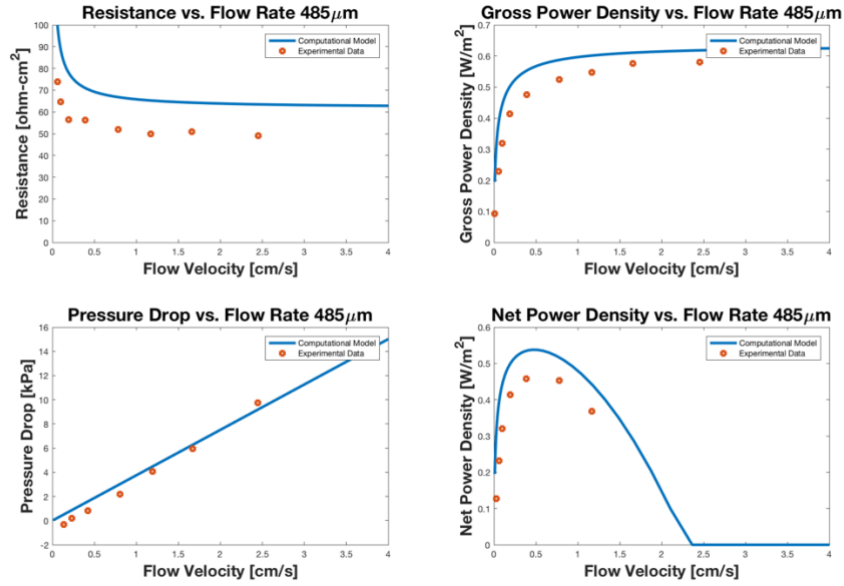 Resistance vs. Flow Rate 485μm
Resistance [ohm-cm²]
100
90
80
70
60
50
40
30
20
10
0
Computational Model
Experimental Data
0 0.5 1 1.5 2 2.5 3 3.5 4
Flow Velocity [cm/s]
Gross Power Density vs. Flow Rate 485μm
Gross Power Density [W/m²]
0.7
0.6
0.5
0.4
0.3
0.2
0.1
0
Computational Model
Experimental Data
0 0.5 1 1.5 2 2.5 3 3.5 4
Flow Velocity [cm/s]
Pressure Drop vs. Flow Rate 485μm
Pressure Drop [kPa]
16
14
12
10
8
6
4
2
0
-2
Computational Model
Experimental Data
0 0.5 1 1.5 2 2.5 3 3.5 4
Flow Velocity [cm/s]
Net Power Density vs. Flow Rate 485μm
Net Power Density [W/m²]
0.6
0.5
0.4
0.3
0.2
0.1
0
Computational Model
Experimental Data
0 0.5 1 1.5 2 2.5 3 3.5 4
Flow Velocity [cm/s]